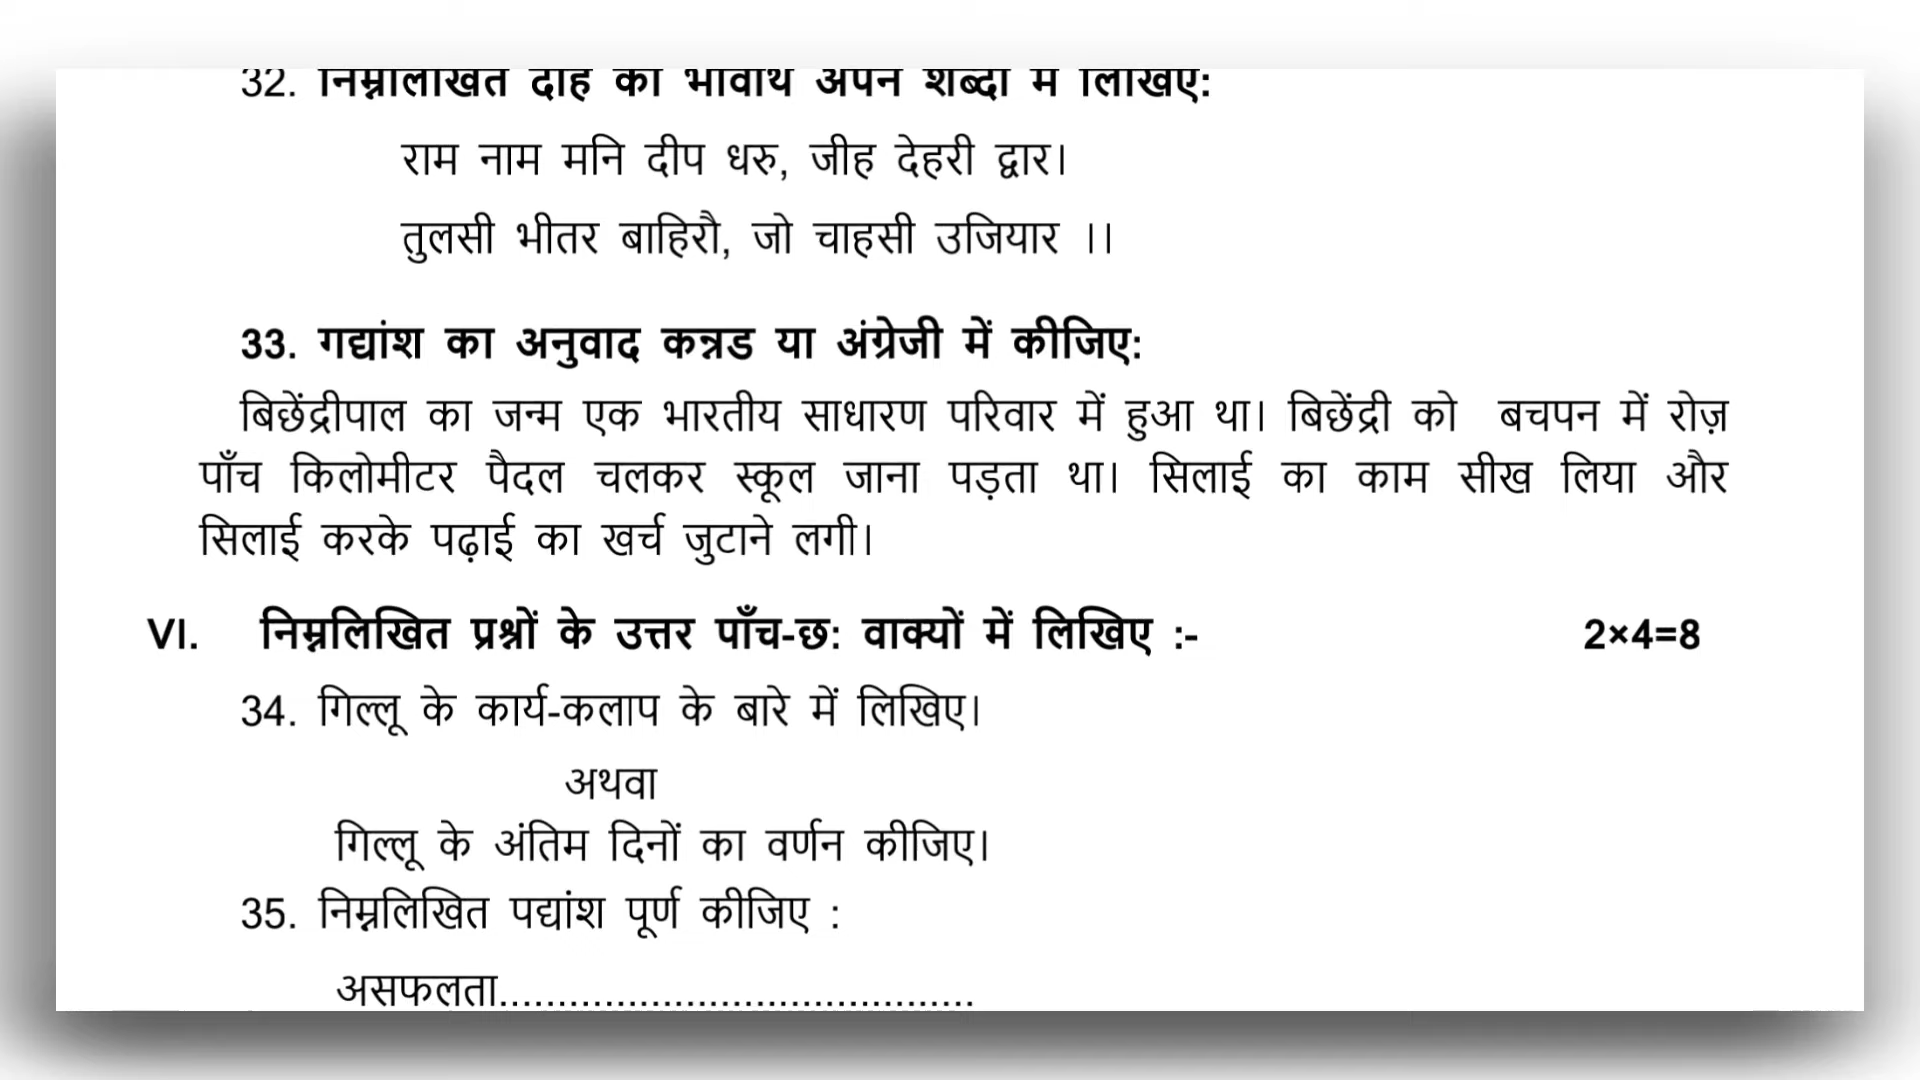 32. निम्नलिखित दोहे का भावार्थ अपने शब्दों में लिखिए:
राम नाम मनि दीप धरु, जीह देहरी द्वार।
तुलसी भीतर बाहिरौ, जो चाहसी उजियार ।।
33. गद्यांश का अनुवाद कन्नड या अंग्रेजी में कीजिए:
बिछेंद्रीपाल का जन्म एक भारतीय साधारण परिवार में हुआ था। बिछेंद्री को बचपन में रोज़
पाँच किलोमीटर पैदल चलकर स्कूल जाना पड़ता था। सिलाई का काम सीख लिया और
सिलाई करके पढ़ाई का खर्च जुटाने लगी।
VI. निम्नलिखित प्रश्नों के उत्तर पाँच-छ: वाक्यों में लिखिए :- 2×4=8
34. गिल्लू के कार्य-कलाप के बारे में लिखिए।
अथवा
गिल्लू के अंतिम दिनों का वर्णन कीजिए।
35. निम्नलिखित पद्यांश पूर्ण कीजिए :
असफलता........................................